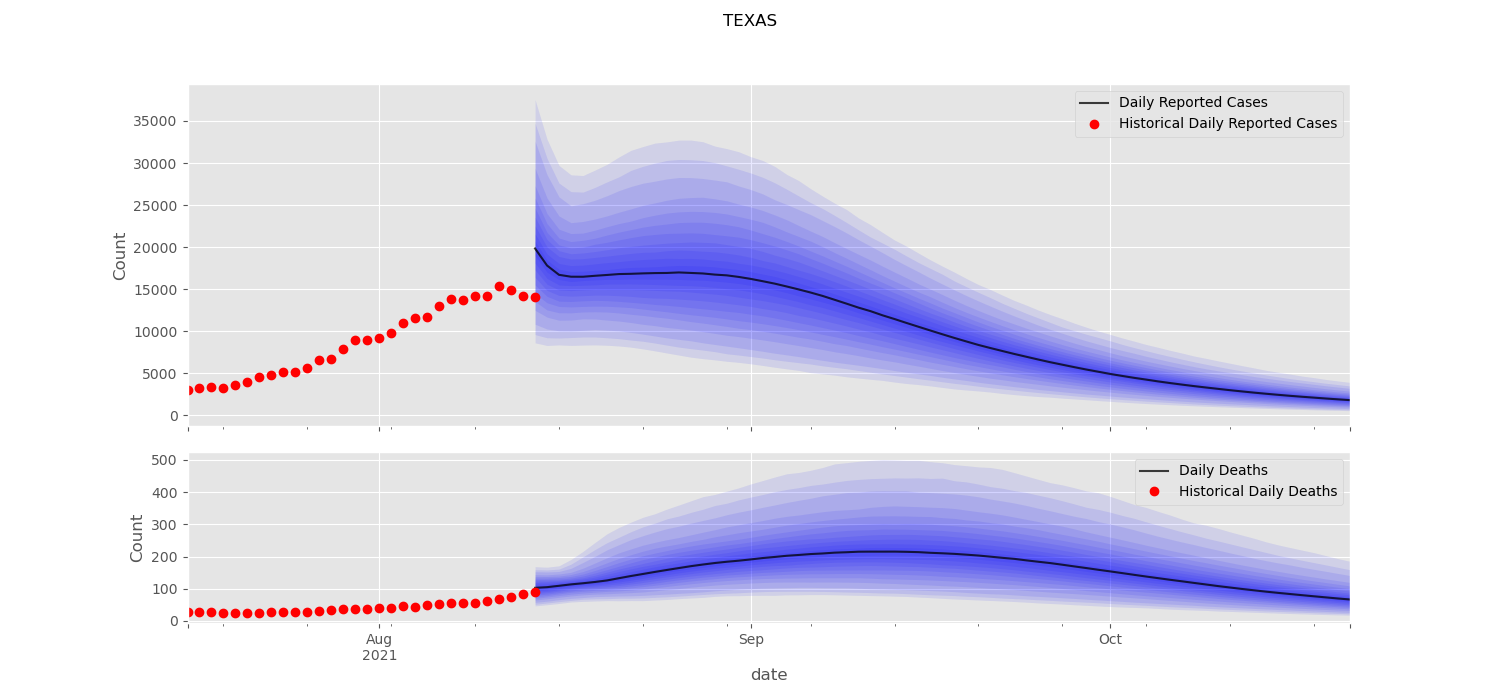 TEXAS
Daily Reported Cases
Historical Daily Reported Cases
Count
35000
30000
25000
20000
15000
10000
5000
0
Daily Deaths
Historical Daily Deaths
Count
500
400
300
200
100
0
Aug Sep Oct
2021
date